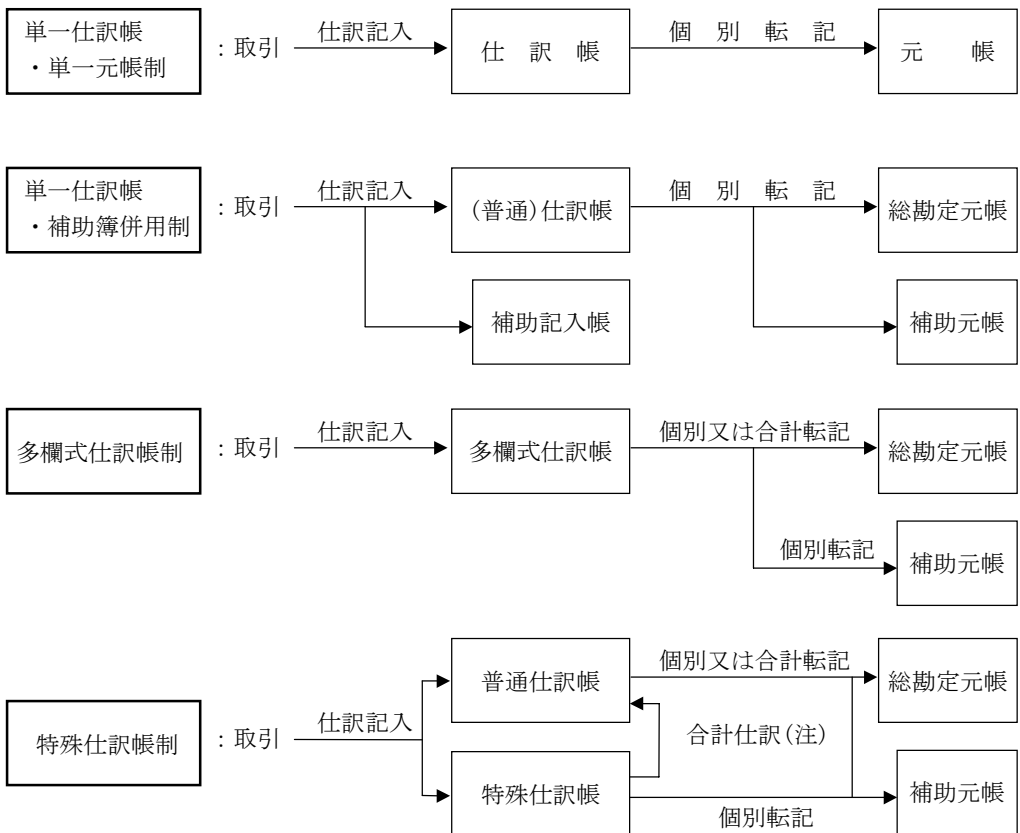 単一仕訳帳
・単一元帳制
：取引
仕訳記入
仕 訳 帳
個 別 転 記
元 帳
単一仕訳帳
・補助簿併用制
：取引
仕訳記入
(普通)仕訳帳
個 別 転 記
総勘定元帳
補助記入帳
補助元帳
多欄式仕訳帳制
：取引
仕訳記入
多欄式仕訳帳
個別又は合計転記
総勘定元帳
個別転記
補助元帳
特殊仕訳帳制
：取引
仕訳記入
普通仕訳帳
個別又は合計転記
総勘定元帳
合計仕訳(注)
特殊仕訳帳
個別転記
補助元帳